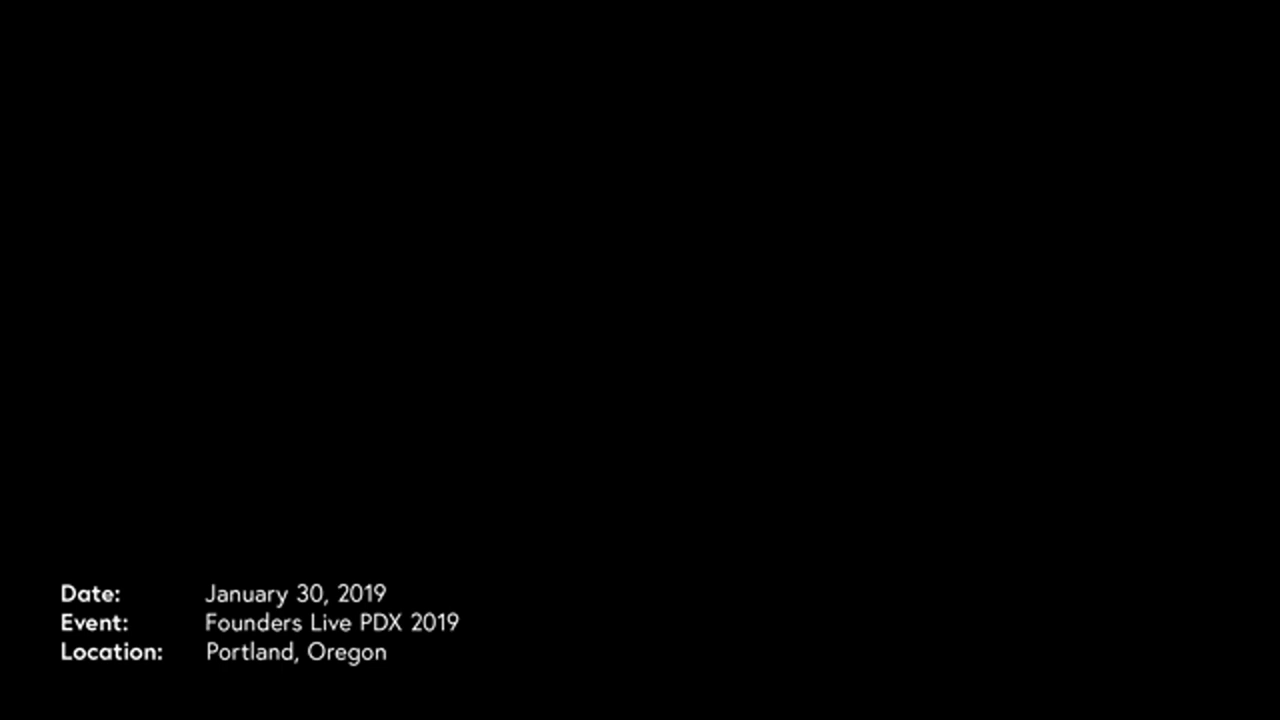 Date: January 30, 2019
Event: Founders Live PDX 2019
Location: Portland, Oregon